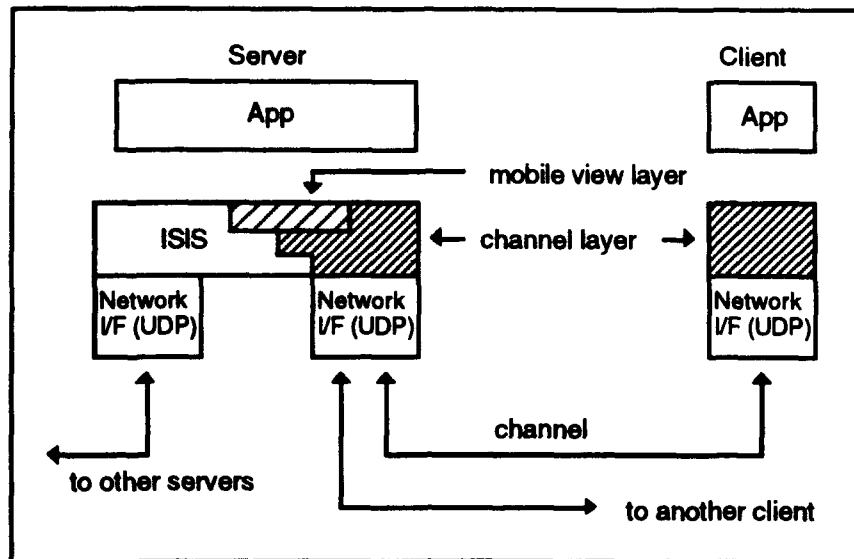 Server
Client
App
App
mobile view layer
ISIS
channel layer
Network
I/F (UDP)
Network
I/F (UDP)
Network
I/F (UDP)
channel
to other servers
to another client